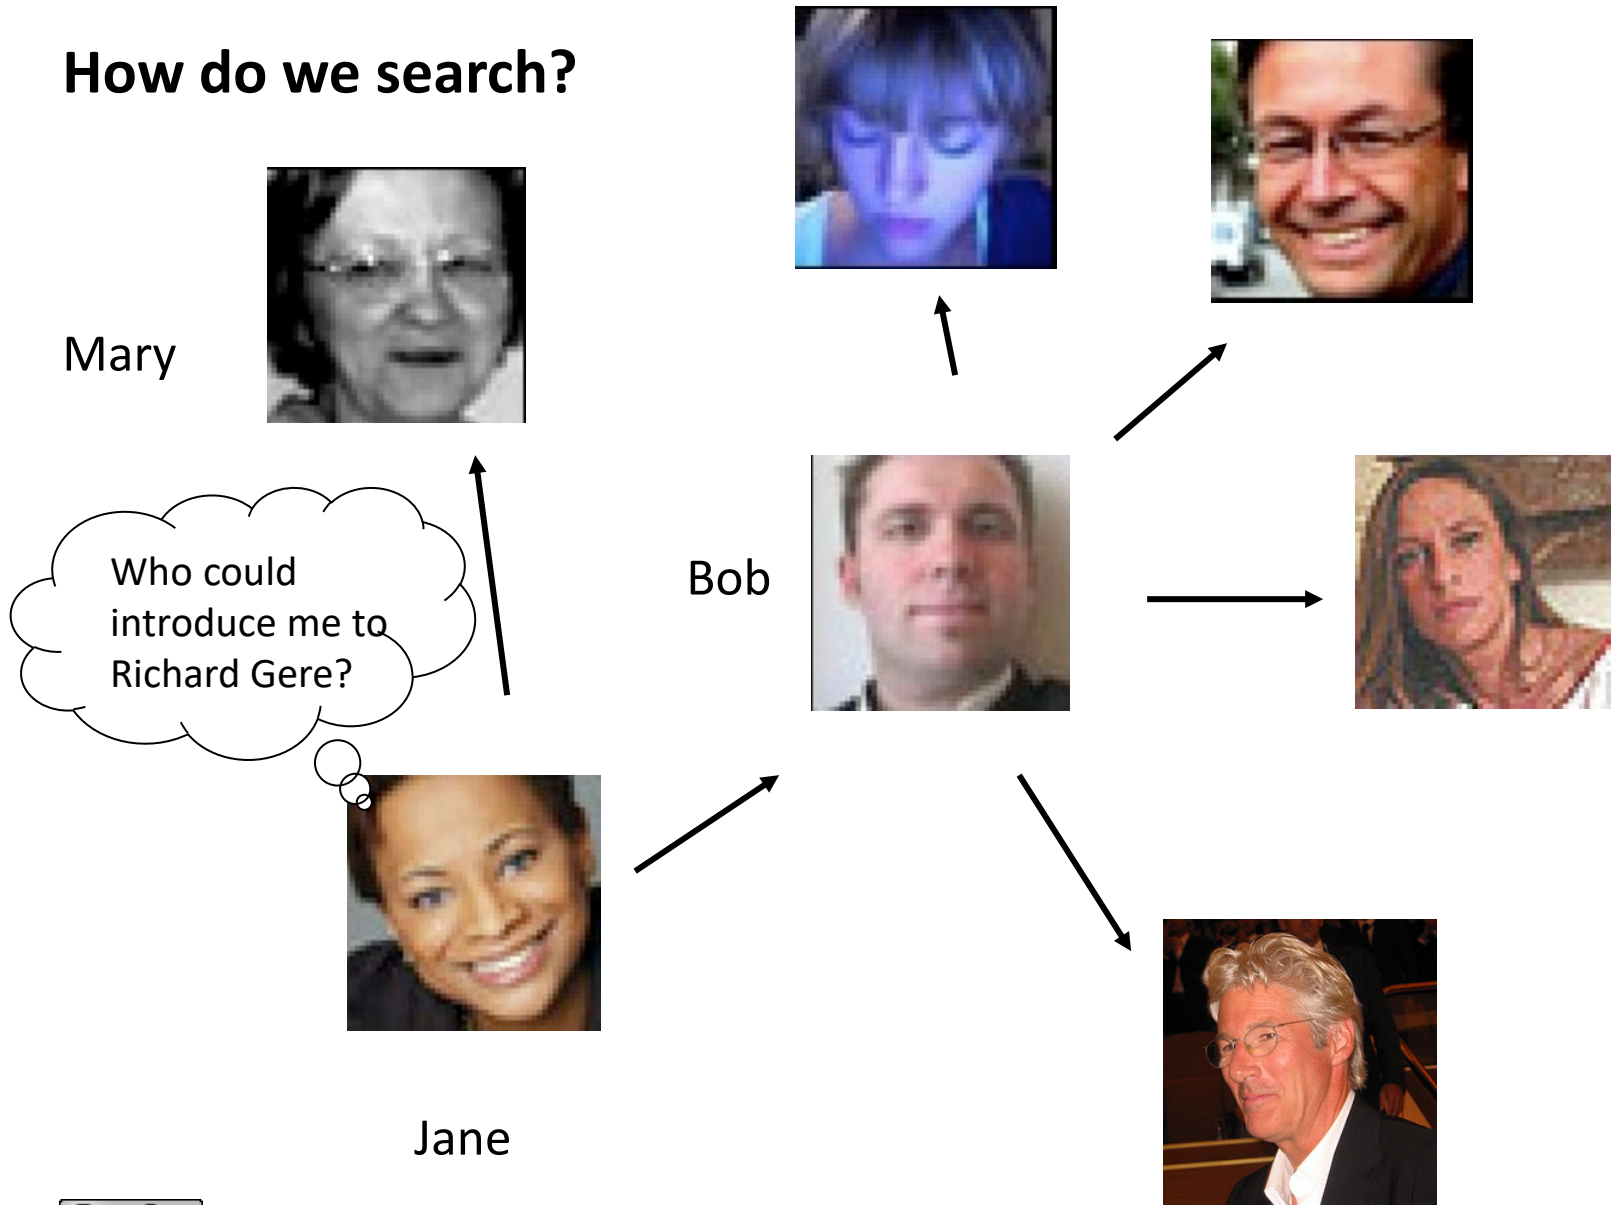 How do we search?
Mary
Who could
introduce me to
Richard Gere?
Bob
Jane